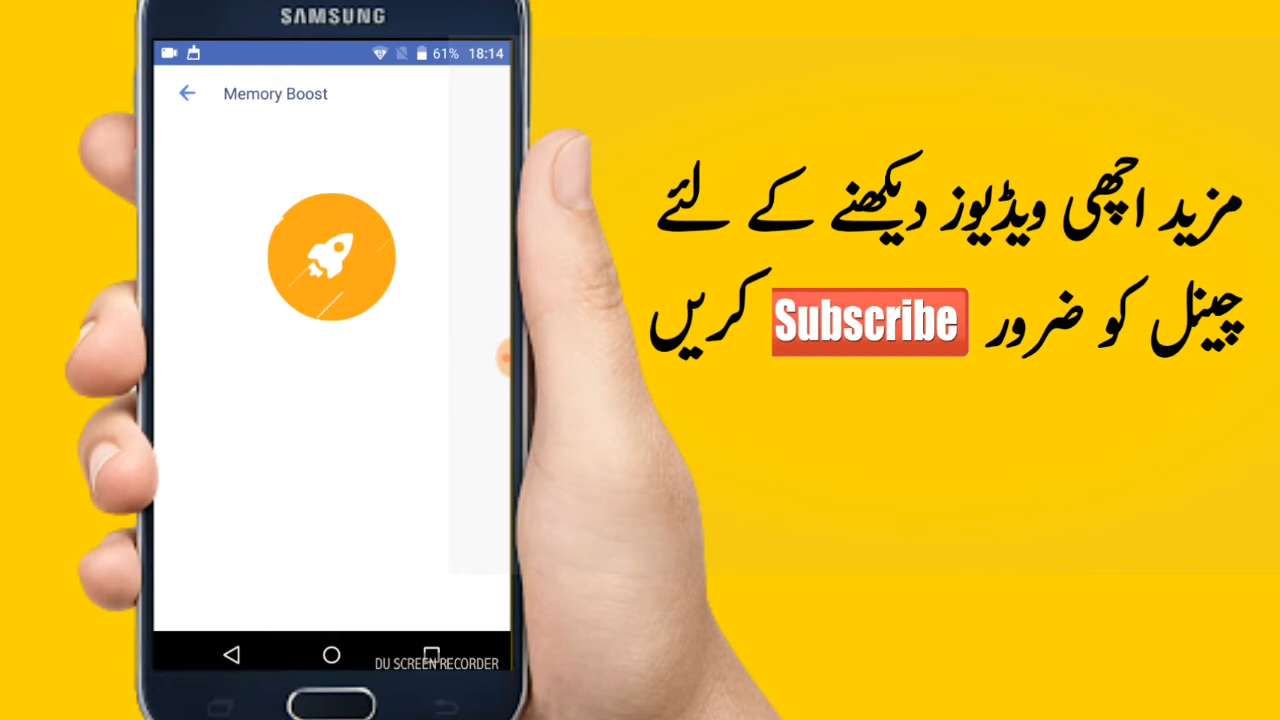 SAMSUNG
61% 18:14
Memory Boost
مزید اچھی ویڈیوز دیکھنے کے لئے
چینل کو ضرور Subscribe کریں
DU SCREEN RECORDER